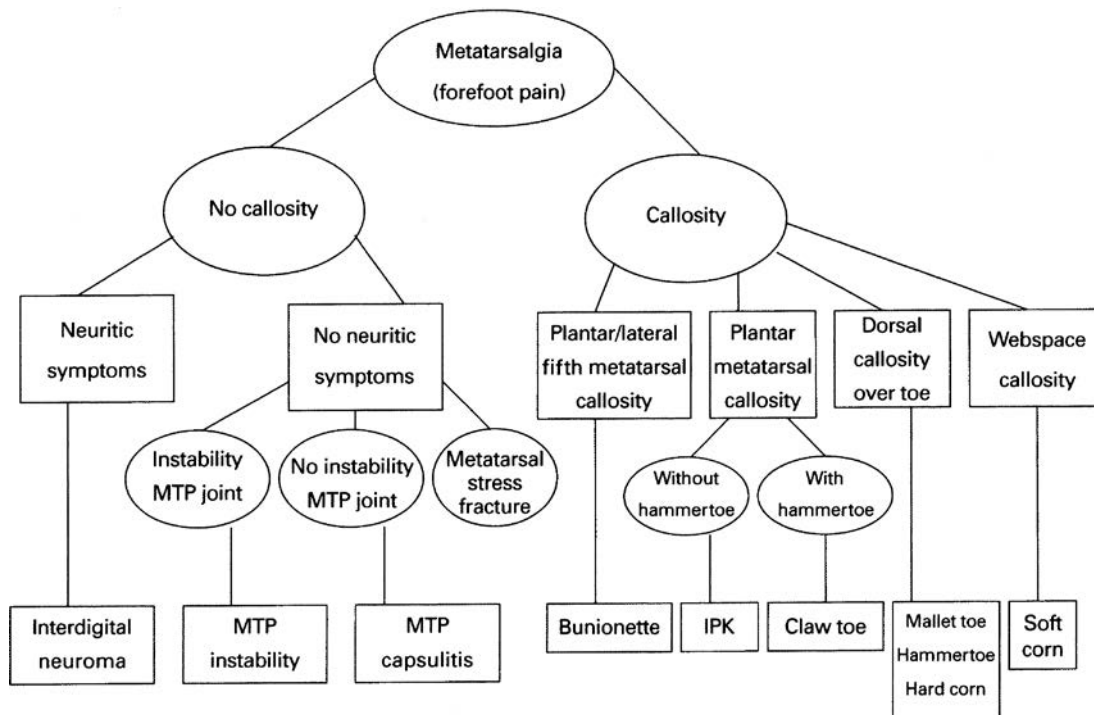 Metatarsalgia
(forefoot pain)
No callosity
Callosity
Neuritic
symptoms
No neuritic
symptoms
Plantar/lateral
fifth metatarsal
callosity
Plantar
metatarsal
callosity
Dorsal
callosity
over toe
Webspace
callosity
Instability
MTP joint
No instability
MTP joint
Metatarsal
stress
fracture
Without
hammertoe
With
hammertoe
Interdigital
neuroma
MTP
instability
MTP
capsulitis
Bunionette
IPK
Claw toe
Mallet toe
Hammertoe
Hard corn
Soft
corn